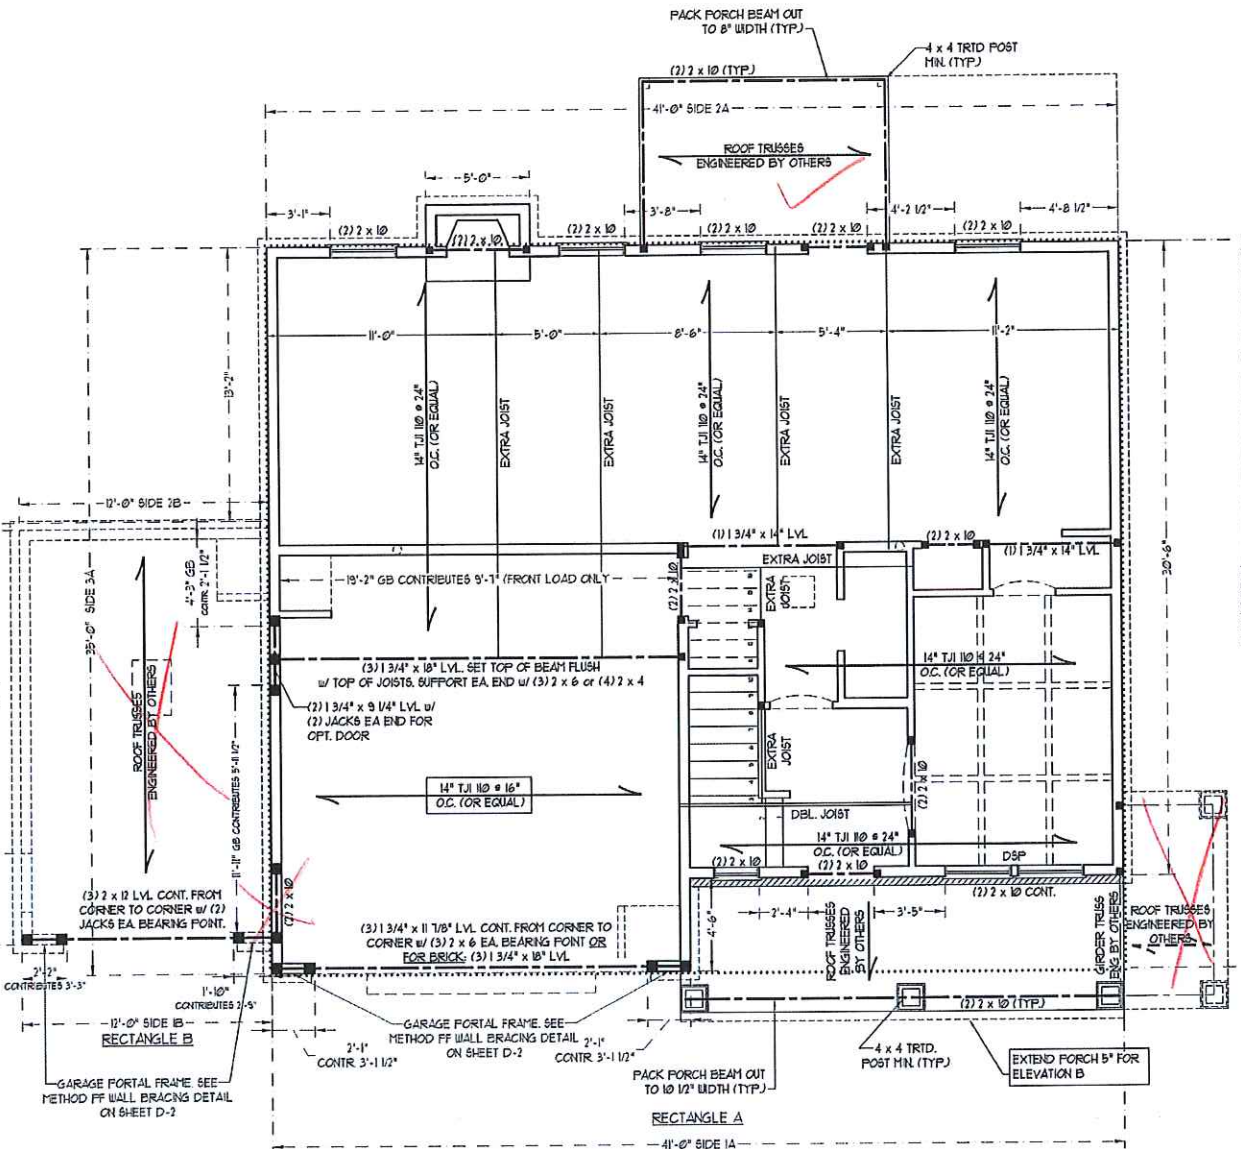 PACK PORCH BEAM OUT
TO 8" WIDTH (TYP.)
4 x 4 TRTD POST
MIN. (TYP.)
(2) 2 x 10 (TYP.)
41'-0" SIDE 2A
ROOF TRUSSES
ENGINEERED BY OTHERS
5'-0"
3'-1"
3'-8"
4'-2 1/2"
4'-8 1/2"
(2) 2 x 10
(2) 2 x 10
(2) 2 x 10
(2) 2 x 10
(2) 2 x 10
(2) 2 x 10
11'-0"
5'-0"
8'-6"
5'-4"
11'-2"
13'-2"
14" TJI 110 @ 24"
O.C. (OR EQUAL)
EXTRA JOIST
EXTRA JOIST
14" TJI 110 @ 24"
O.C. (OR EQUAL)
EXTRA JOIST
EXTRA JOIST
14" TJI 110 @ 24"
O.C. (OR EQUAL)
12'-0" SIDE 2B
35'-0" SIDE 3A
30'-6"
4'-3" GB
CONTR. 2'-1 1/2"
(1) 1 3/4" x 14" LVL
(2) 2 x 10
(1) 1 3/4" x 14" LVL
EXTRA JOIST
19'-2" GB CONTRIBUTES 9'-7" (FRONT LOAD ONLY
(2) 2 x 10
EXTRA
JOIST
ROOF TRUSSES
ENGINEERED BY OTHERS
(3) 1 3/4" x 18" LVL. SET TOP OF BEAM FLUSH
w/ TOP OF JOISTS. SUPPORT EA. END w/ (3) 2 x 6 or (4) 2 x 4
14" TJI 110 @ 24"
O.C. (OR EQUAL)
(2) 1 3/4" x 9 1/4" LVL w/
(2) JACKS EA END FOR
OPT. DOOR
11'-11" GB CONTRIBUTES 5'-11 1/2"
EXTRA
JOIST
(2) 2 x 10
14" TJI 110 @ 16"
O.C. (OR EQUAL)
DBL. JOIST
14" TJI 110 @ 24"
O.C. (OR EQUAL)
DSP
(2) 2 x 10
(2) 2 x 10
(2) 2 x 10 CONT.
(3) 2 x 12 LVL CONT. FROM
CORNER TO CORNER w/ (2)
JACKS EA. BEARING POINT.
(2) 2 x 10
(3) 1 3/4" x 11 7/8" LVL CONT. FROM CORNER TO
CORNER w/ (3) 2 x 6 EA. BEARING POINT OR
FOR BRICK: (3) 1 3/4" x 18" LVL
4'-6"
2'-4"
3'-5"
ROOF TRUSSES
ENGINEERED
BY OTHERS
GIRDER TRUSS
ENG BY OTHERS
ROOF TRUSSES
ENGINEERED BY
OTHERS
2'-2"
CONTRIBUTES 3'-3"
1'-10"
CONTRIBUTES 2'-9"
(2) 2 x 10 (TYP.)
12'-0" SIDE 1B
RECTANGLE B
2'-1"
CONTR. 3'-1 1/2"
GARAGE PORTAL FRAME. SEE
METHOD PF WALL BRACING DETAIL
ON SHEET D-2
2'-1"
CONTR. 3'-1 1/2"
4 x 4 TRTD.
POST MIN. (TYP.)
EXTEND PORCH 5" FOR
ELEVATION B
GARAGE PORTAL FRAME. SEE
METHOD PF WALL BRACING DETAIL
ON SHEET D-2
PACK PORCH BEAM OUT
TO 10 1/2" WIDTH (TYP.)
RECTANGLE A
41'-0" SIDE 1A